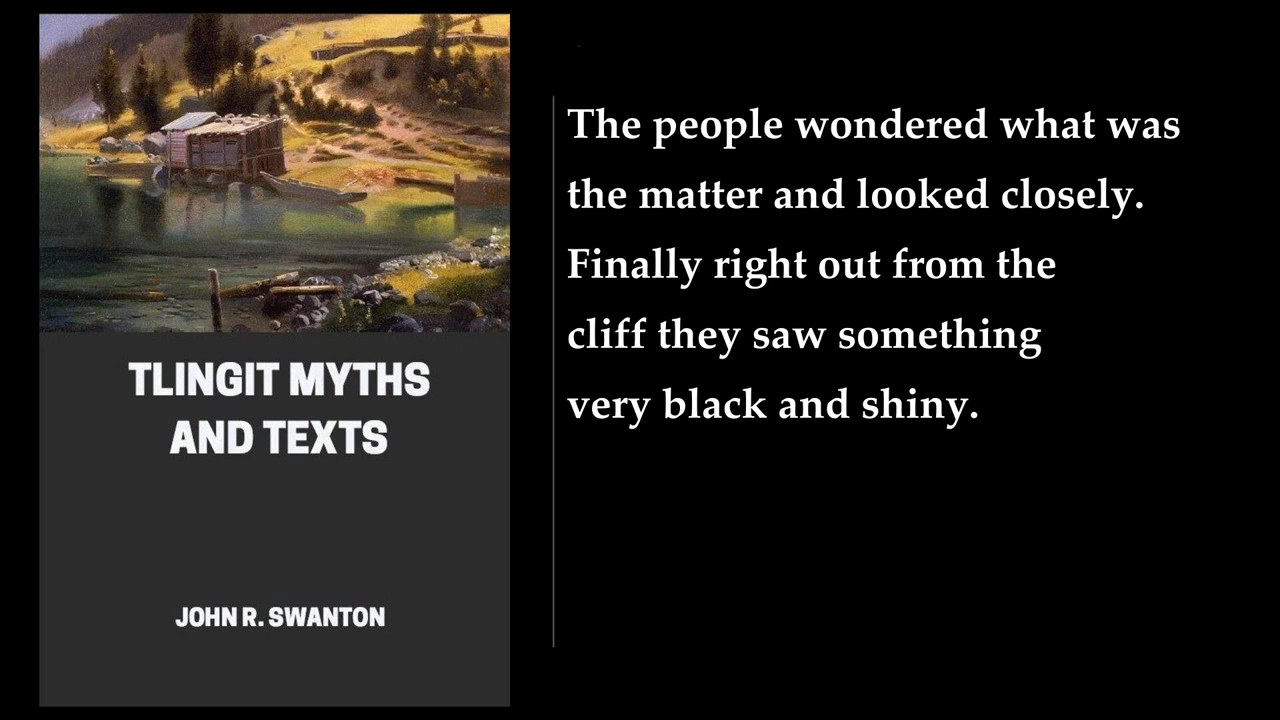 TLINGIT MYTHS
AND TEXTS
JOHN R. SWANTON
The people wondered what was
the matter and looked closely.
Finally right out from the
cliff they saw something
very black and shiny.